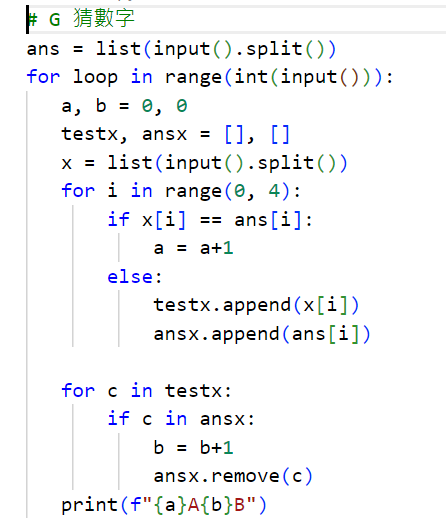 # G 猜數字
ans = list(input().split())
for loop in range(int(input())):
    a, b = 0, 0
    testx, ansx = [], []
    x = list(input().split())
    for i in range(0, 4):
        if x[i] == ans[i]:
            a = a+1
        else:
            testx.append(x[i])
            ansx.append(ans[i])

    for c in testx:
        if c in ansx:
            b = b+1
            ansx.remove(c)
    print(f"{a}A{b}B")